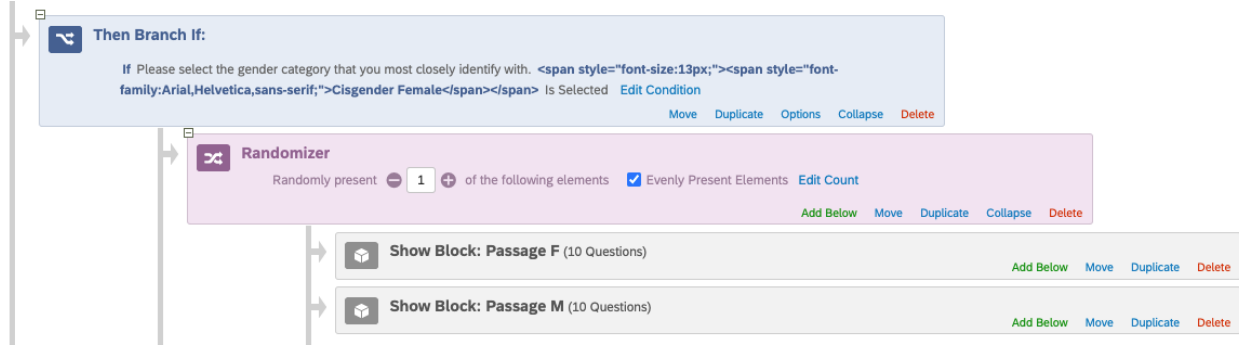 Then Branch If:
If Please select the gender category that you most closely identify with. <span style="font-size:13px;"><span style="font-
family:Arial,Helvetica,sans-serif;">Cisgender Female</span></span> Is Selected Edit Condition
Move Duplicate Options Collapse Delete
Randomizer
Randomly present 1 of the following elements Evenly Present Elements Edit Count
Add Below Move Duplicate Collapse Delete
Show Block: Passage F (10 Questions)
Add Below Move Duplicate Delete
Show Block: Passage M (10 Questions)
Add Below Move Duplicate Delete